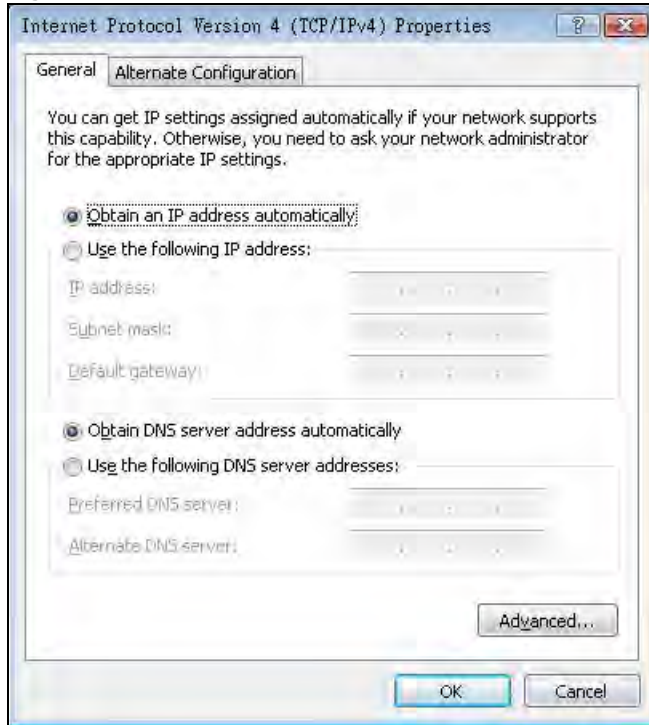 Internet Protocol Version 4 (TCP/IPv4) Properties
General
Alternate Configuration
You can get IP settings assigned automatically if your network supports
this capability. Otherwise, you need to ask your network administrator
for the appropriate IP settings.
Obtain an IP address automatically
Use the following IP address:
IP address:
Subnet mask:
Default gateway:
Obtain DNS server address automatically
Use the following DNS server addresses:
Preferred DNS server:
Alternate DNS server:
Advanced...
OK
Cancel